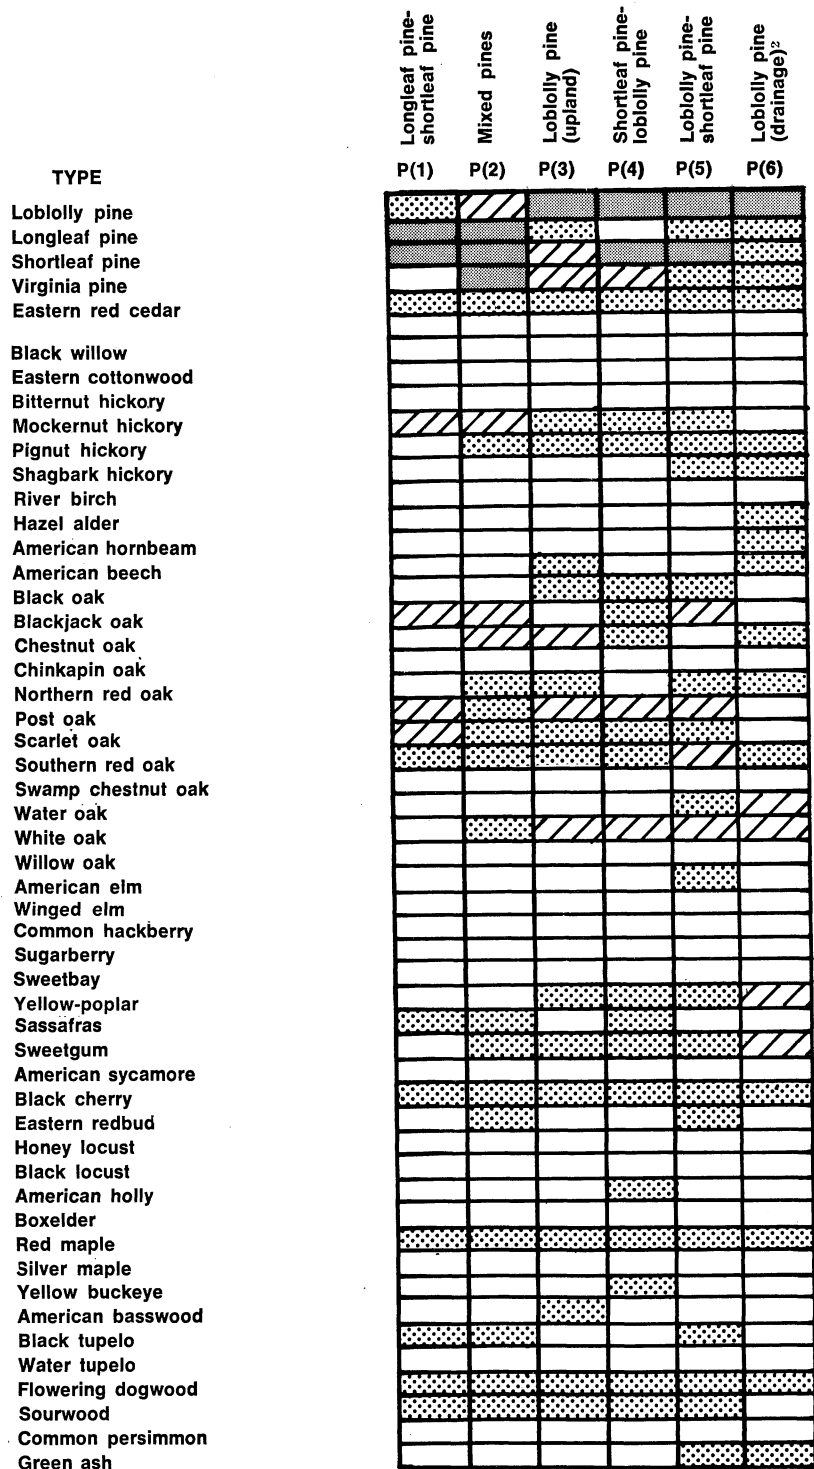 Longleaf pine-
shortleaf pine
Mixed pines
Loblolly pine
(upland)
Shortleaf pine-
loblolly pine
Loblolly pine-
shortleaf pine
Loblolly pine
(drainage)²
TYPE P(1) P(2) P(3) P(4) P(5) P(6)
Loblolly pine
Longleaf pine
Shortleaf pine
Virginia pine
Eastern red cedar
Black willow
Eastern cottonwood
Bitternut hickory
Mockernut hickory
Pignut hickory
Shagbark hickory
River birch
Hazel alder
American hornbeam
American beech
Black oak
Blackjack oak
Chestnut oak
Chinkapin oak
Northern red oak
Post oak
Scarlet oak
Southern red oak
Swamp chestnut oak
Water oak
White oak
Willow oak
American elm
Winged elm
Common hackberry
Sugarberry
Sweetbay
Yellow-poplar
Sassafras
Sweetgum
American sycamore
Black cherry
Eastern redbud
Honey locust
Black locust
American holly
Boxelder
Red maple
Silver maple
Yellow buckeye
American basswood
Black tupelo
Water tupelo
Flowering dogwood
Sourwood
Common persimmon
Green ash